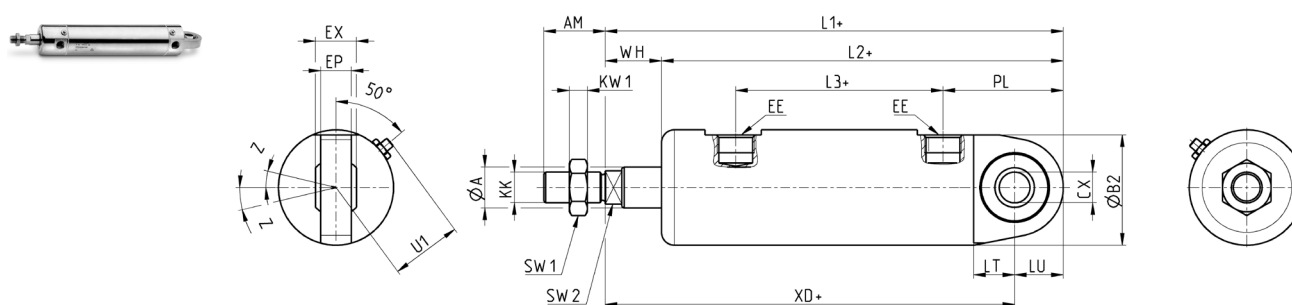 AM
L1+
EX
WH
L2+
EP
KW1
L3+
PL
50°
EE
EE
Z
Z
ØA
KK
CX
ØB2
U1
SW1
LT
LU
SW2
XD+